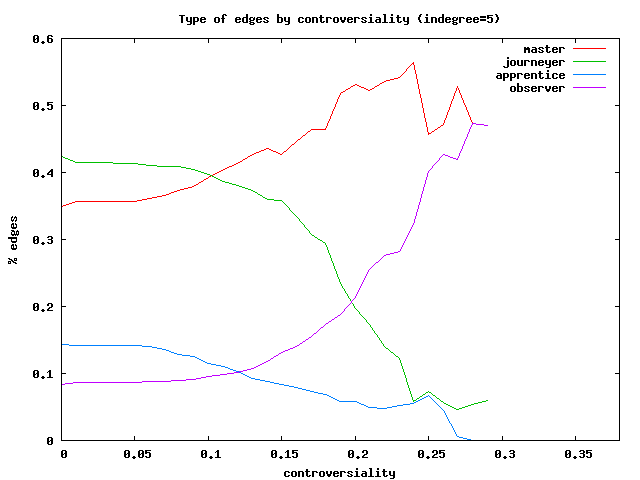 Type of edges by controversiality (indegree=5)
master
journeyer
apprentice
observer
% edges
0.6
0.5
0.4
0.3
0.2
0.1
0
0 0.05 0.1 0.15 0.2 0.25 0.3 0.35
controversiality